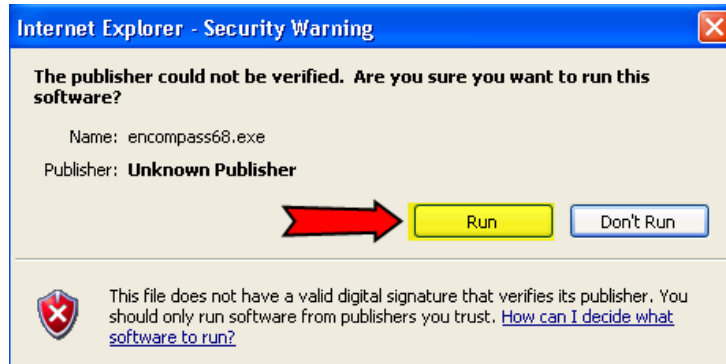 Internet Explorer - Security Warning
The publisher could not be verified.  Are you sure you want to run this
software?
Name: encompass68.exe
Publisher: Unknown Publisher
Run Don't Run
This file does not have a valid digital signature that verifies its publisher. You
should only run software from publishers you trust. How can I decide what
software to run?